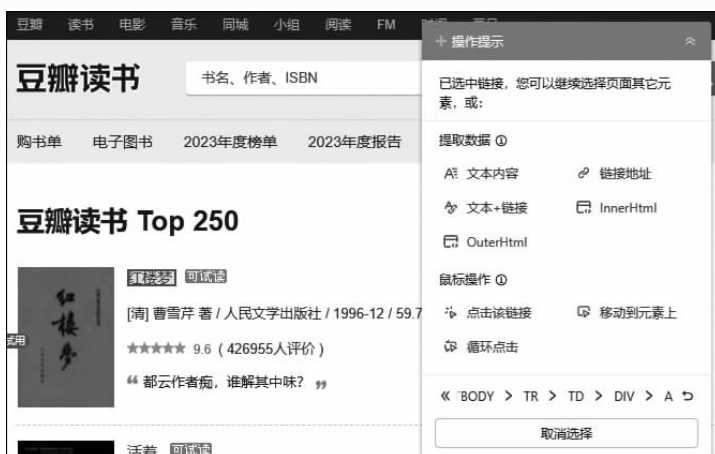 豆瓣 读书 电影 音乐 同城 小组 阅读 FM
豆瓣读书
书名、作者、ISBN
购书单 电子图书 2023年度榜单 2023年度报告
豆瓣读书 Top 250
红楼梦
红楼梦 可试读
[清] 曹雪芹 著 / 人民文学出版社 / 1996-12 / 59.7
9.6 ( 426955人评价 )
“ 都云作者痴，谁解其中味？ ”
试用
活着 可试读
操作提示
已选中链接，您可以继续选择页面其它元
素，或：
提取数据
文本内容 链接地址
文本+链接 InnerHtml
OuterHtml
鼠标操作
点击该链接 移动到元素上
循环点击
« BODY > TR > TD > DIV > A
取消选择